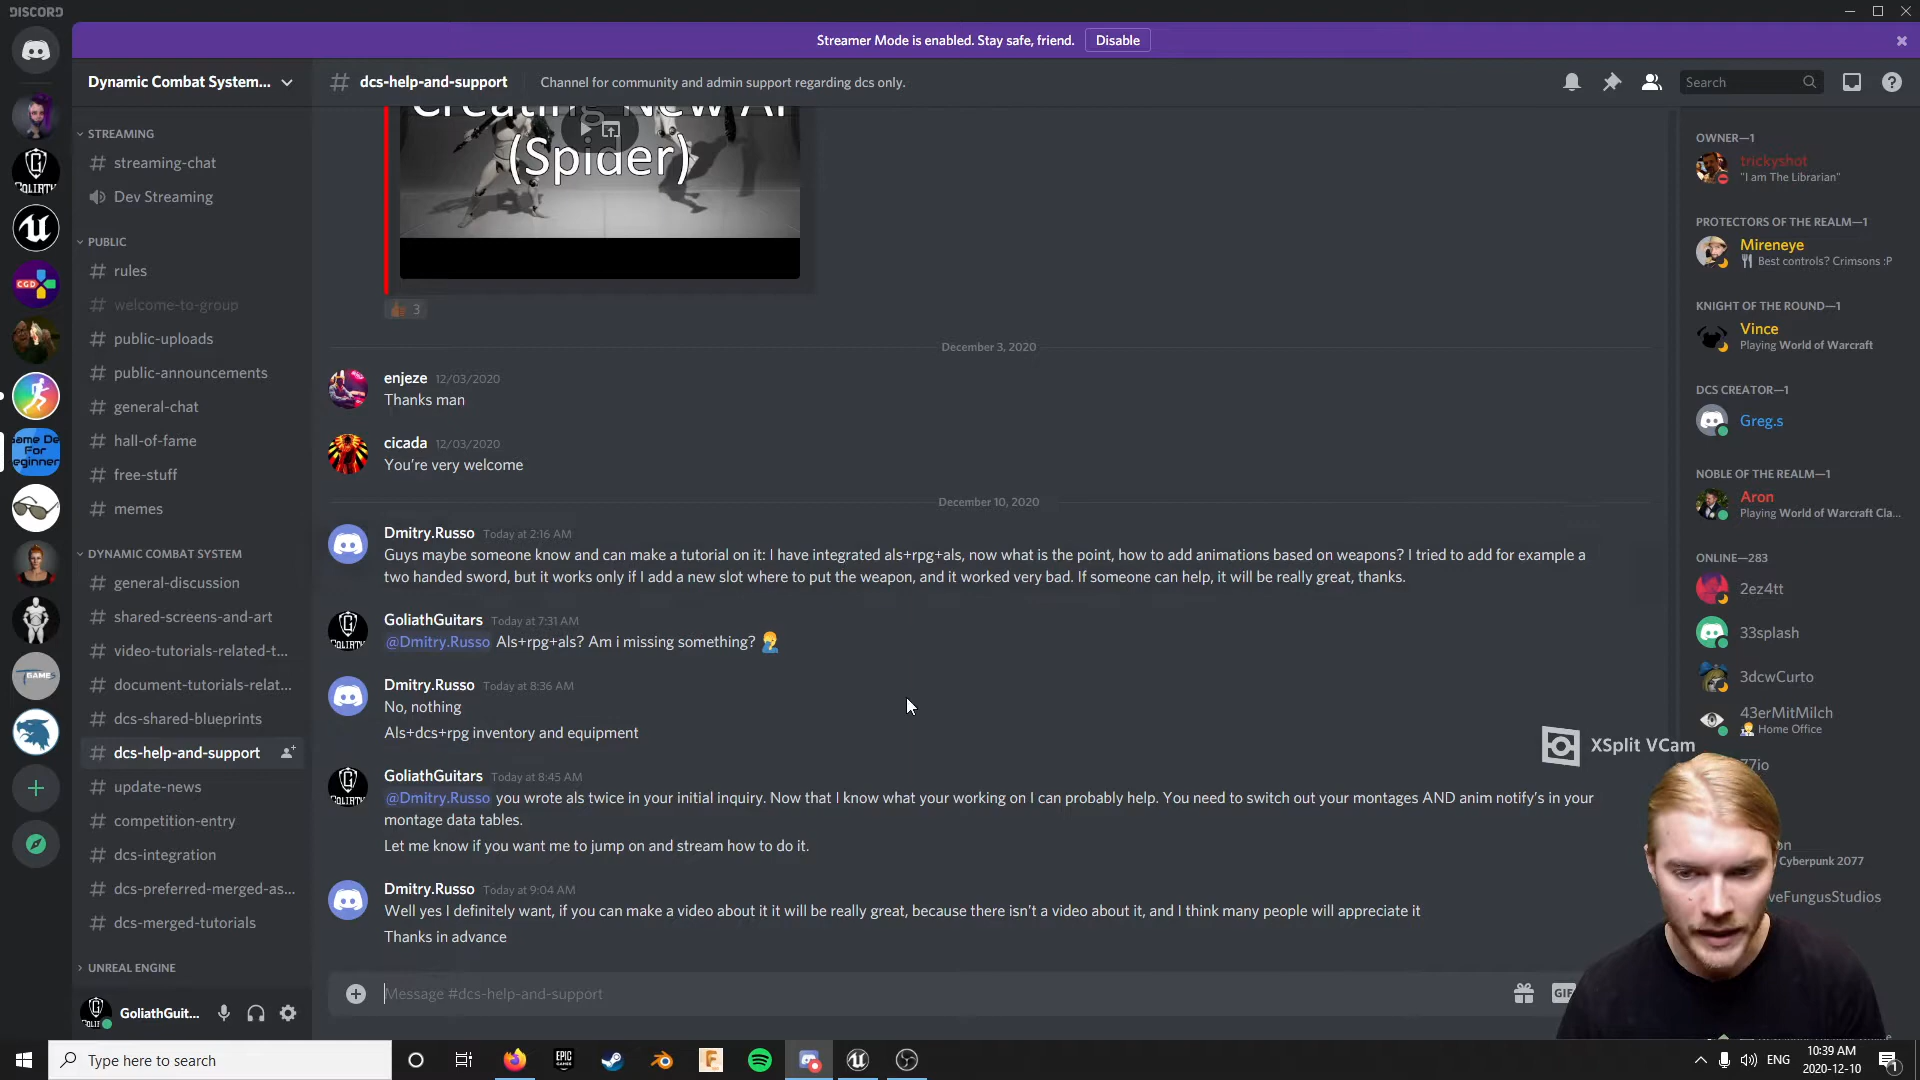 DISCORD
Streamer Mode is enabled. Stay safe, friend.
Disable
Dynamic Combat System...
dcs-help-and-support
Channel for community and admin support regarding dcs only.
Search
STREAMING
streaming-chat
Dev Streaming
PUBLIC
rules
welcome-to-group
public-uploads
public-announcements
general-chat
hall-of-fame
free-stuff
memes
DYNAMIC COMBAT SYSTEM
general-discussion
shared-screens-and-art
video-tutorials-related-t...
document-tutorials-relat...
dcs-shared-blueprints
dcs-help-and-support
update-news
competition-entry
dcs-integration
dcs-preferred-merged-as...
dcs-merged-tutorials
UNREAL ENGINE
GoliathGuit...
Creating New AI
(Spider)
3
December 3, 2020
enjeze 12/03/2020
Thanks man
cicada 12/03/2020
You're very welcome
December 10, 2020
Dmitry.Russo Today at 2:16 AM
Guys maybe someone know and can make a tutorial on it: I have integrated als+rpg+als, now what is the point, how to add animations based on weapons? I tried to add for example a
two handed sword, but it works only if I add a new slot where to put the weapon, and it worked very bad. If someone can help, it will be really great, thanks.
GoliathGuitars Today at 7:31 AM
@Dmitry.Russo Als+rpg+als? Am i missing something?
Dmitry.Russo Today at 8:36 AM
No, nothing
Als+dcs+rpg inventory and equipment
GoliathGuitars Today at 8:45 AM
@Dmitry.Russo you wrote als twice in your initial inquiry. Now that I know what your working on I can probably help. You need to switch out your montages AND anim notify's in your
montage data tables.
Let me know if you want me to jump on and stream how to do it.
Dmitry.Russo Today at 9:04 AM
Well yes I definitely want, if you can make a video about it it will be really great, because there isn't a video about it, and I think many people will appreciate it
Thanks in advance
Message #dcs-help-and-support
GIF
OWNER—1
trickyshot
"I am The Librarian"
PROTECTORS OF THE REALM—1
Mireneye
Best controls? Crimsons :P
KNIGHT OF THE ROUND—1
Vince
Playing World of Warcraft
DCS CREATOR—1
Greg.s
NOBLE OF THE REALM—1
Aron
Playing World of Warcraft Cla...
ONLINE—283
2ez4tt
33splash
3dcwCurto
43erMitMilch
Home Office
XSplit VCam
77io
on
Cyberpunk 2077
veFungusStudios
GOLIATH
CGD
Game De
For
eginner
GAMES
Type here to search
EPIC
GAMES
ENG
10:39 AM
2020-12-10
1